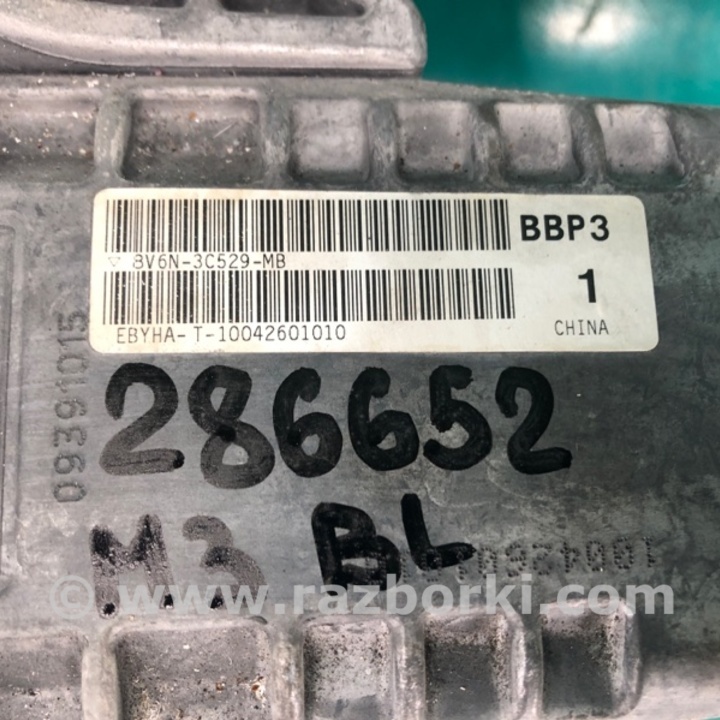 BBP3
▽ 8V6N-3C529-MB
1
EBYHA-T-10042601010
CHINA
09391015
286652
M3 BL
© www.razborki.com